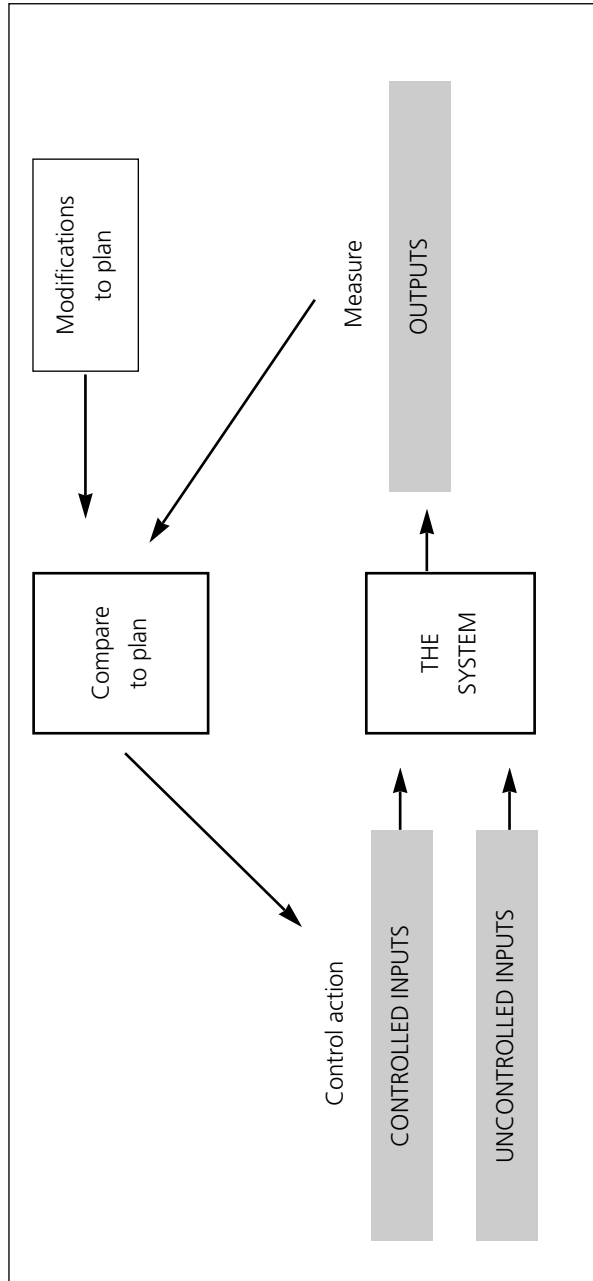 Modifications
to plan
Compare
to plan
Measure
OUTPUTS
THE
SYSTEM
Control action
CONTROLLED INPUTS
UNCONTROLLED INPUTS